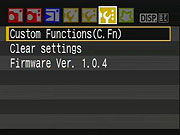 DISP.
Custom Functions(C.Fn)
Clear settings
Firmware Ver. 1.0.4